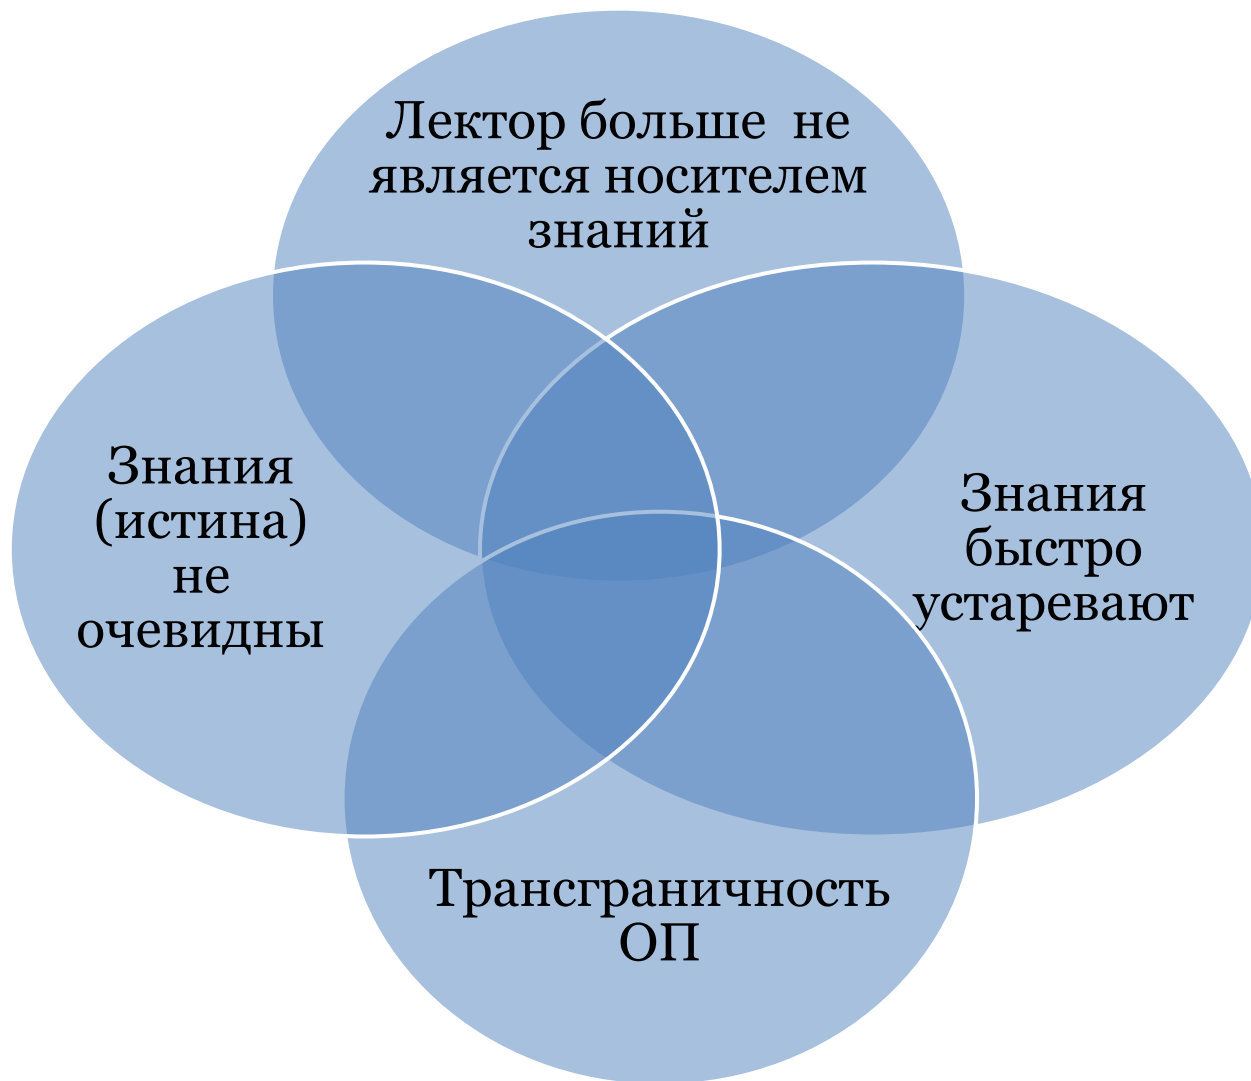 Лектор больше не
является носителем
знаний
Знания
(истина)
не
очевидны
Знания
быстро
устаревают
Трансграничность
ОП